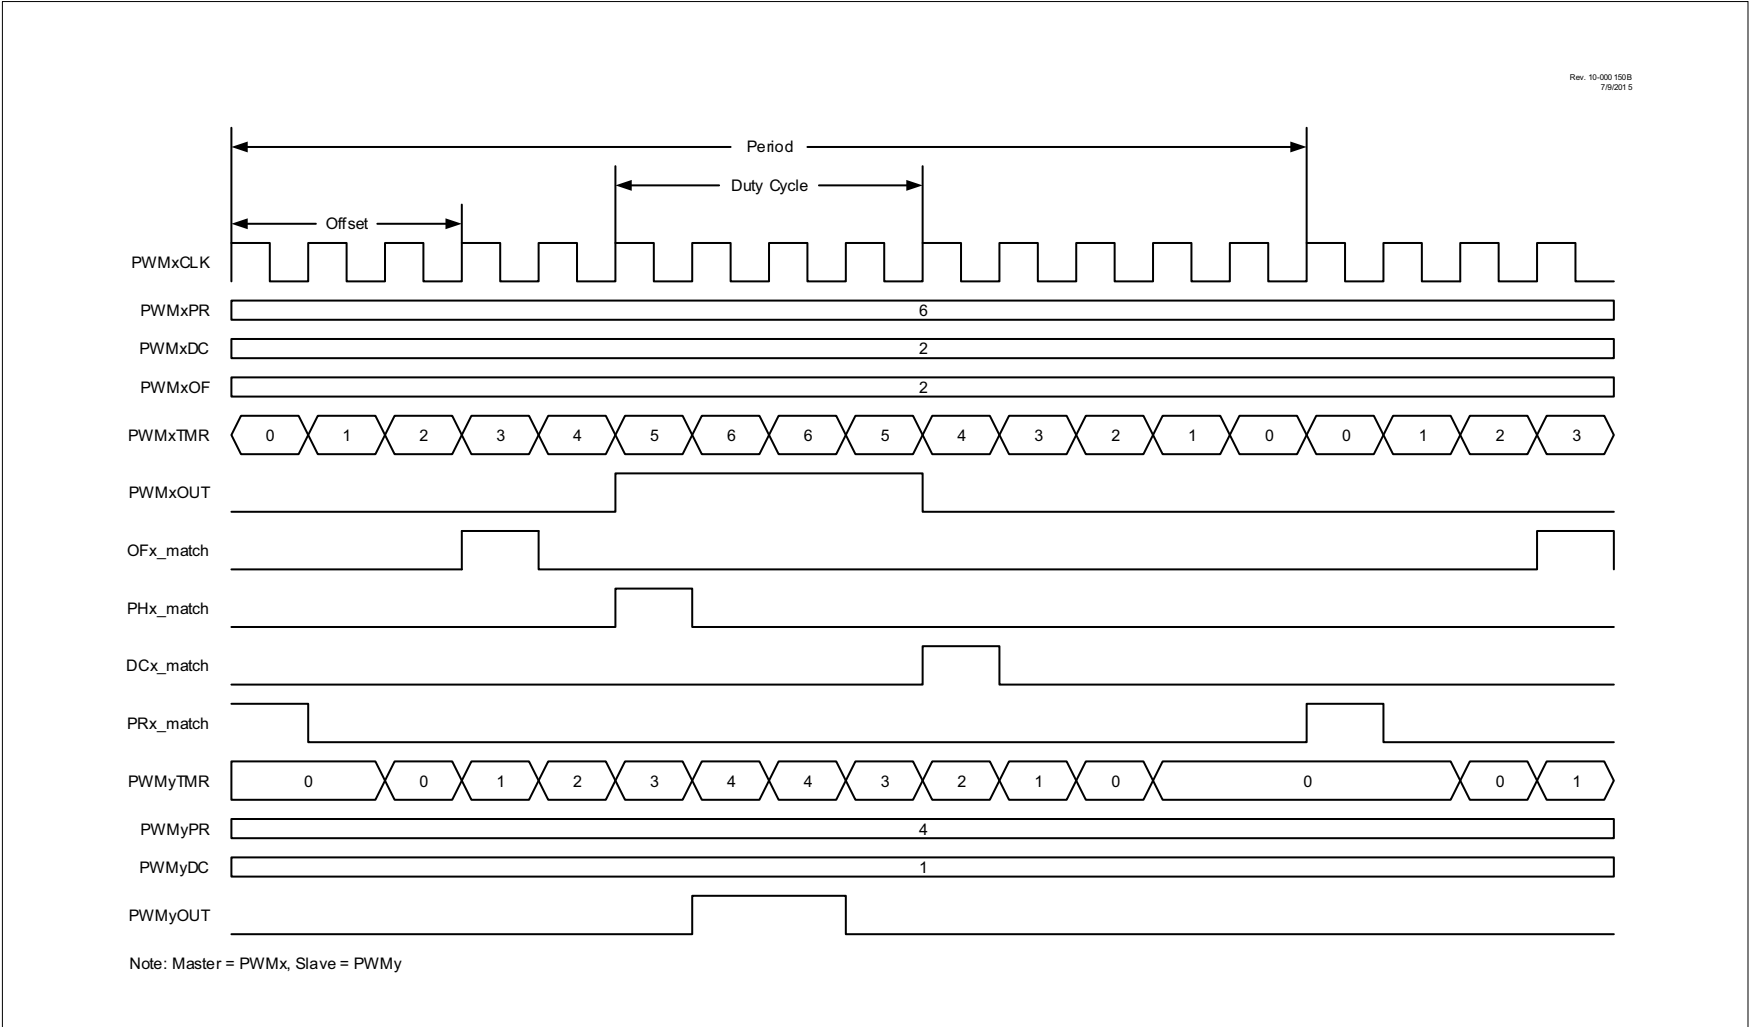 Rev. 10-000 150B
7/9/2015
Period
Duty Cycle
Offset
PWMxCLK
PWMxPR 6
PWMxDC 2
PWMxOF 2
PWMxTMR 0 1 2 3 4 5 6 6 5 4 3 2 1 0 0 1 2 3
PWMxOUT
OFx_match
PHx_match
DCx_match
PRx_match
PWMyTMR 0 0 1 2 3 4 4 3 2 1 0 0 0 1
PWMyPR 4
PWMyDC 1
PWMyOUT
Note: Master = PWMx, Slave = PWMy